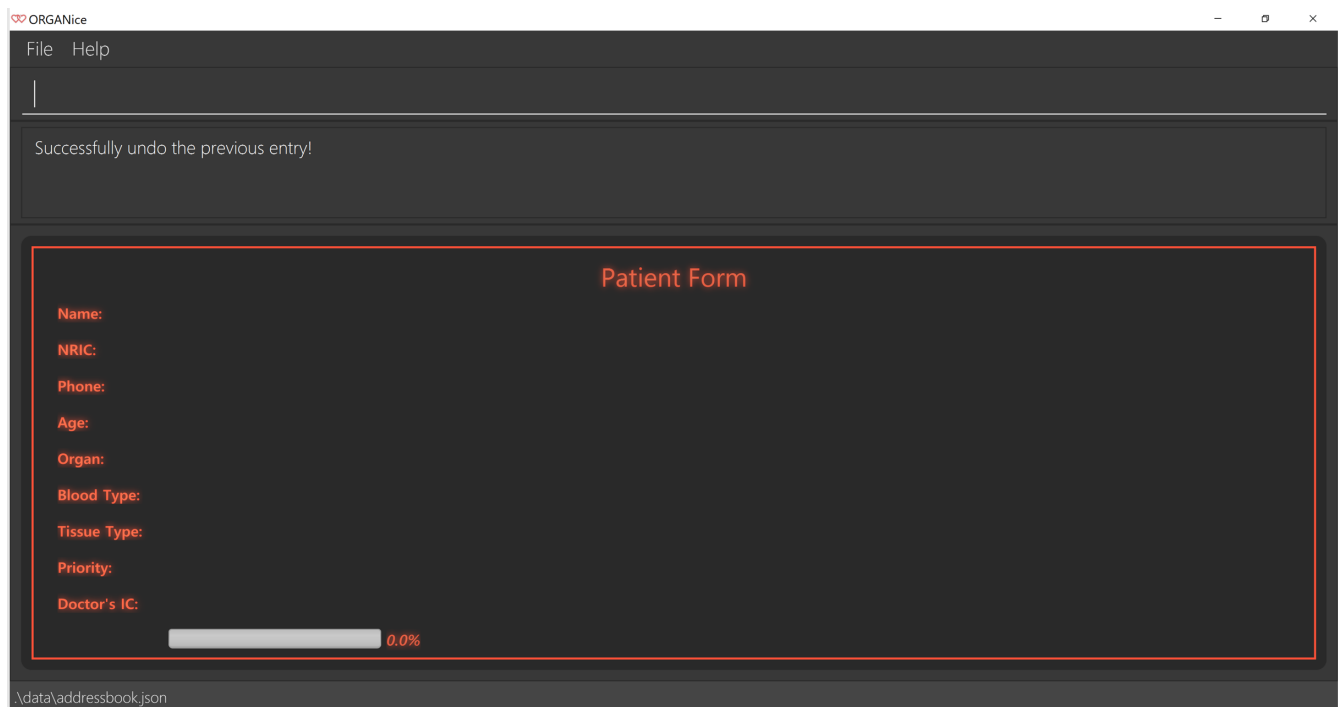 ORGANice
File Help
Successfully undo the previous entry!
Patient Form
Name:
NRIC:
Phone:
Age:
Organ:
Blood Type:
Tissue Type:
Priority:
Doctor's IC:
0.0%
.\data\addressbook.json